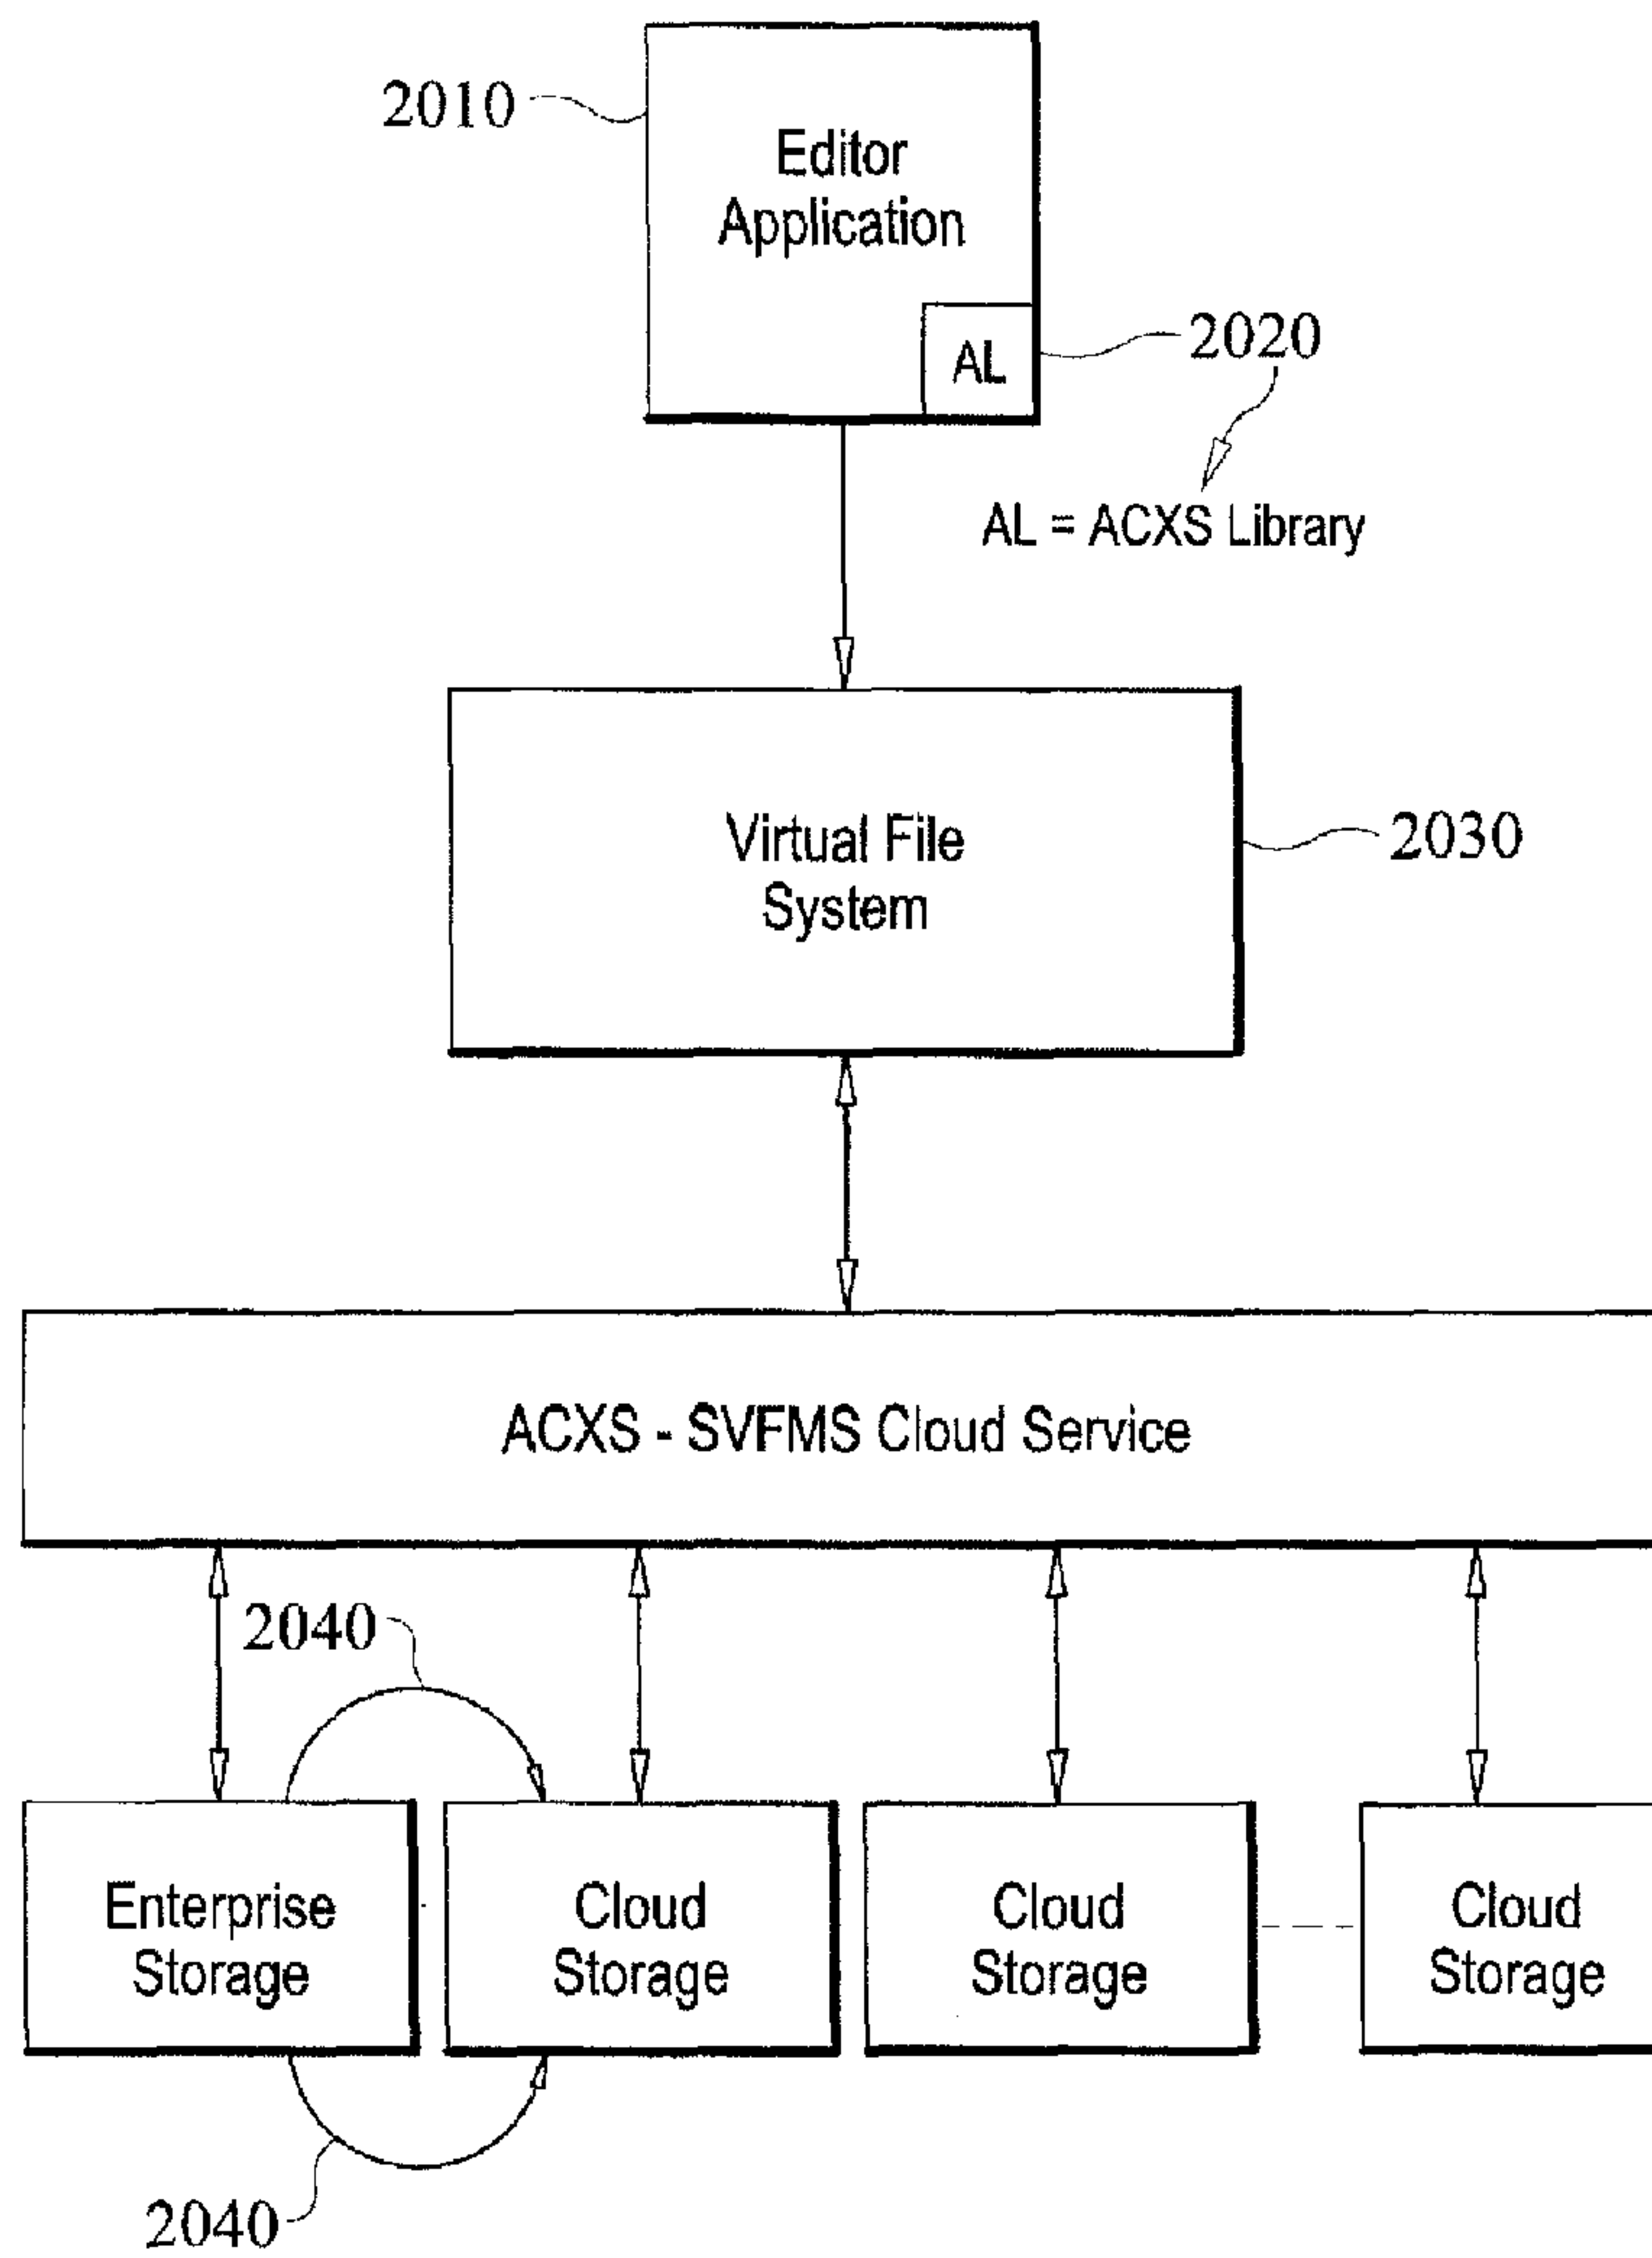 2010
Editor
Application
AL
2020
AL = ACXS Library
Virtual File
System
2030
ACXS - SVFMS Cloud Service
2040
Enterprise
Storage
Cloud
Storage
Cloud
Storage
Cloud
Storage
2040